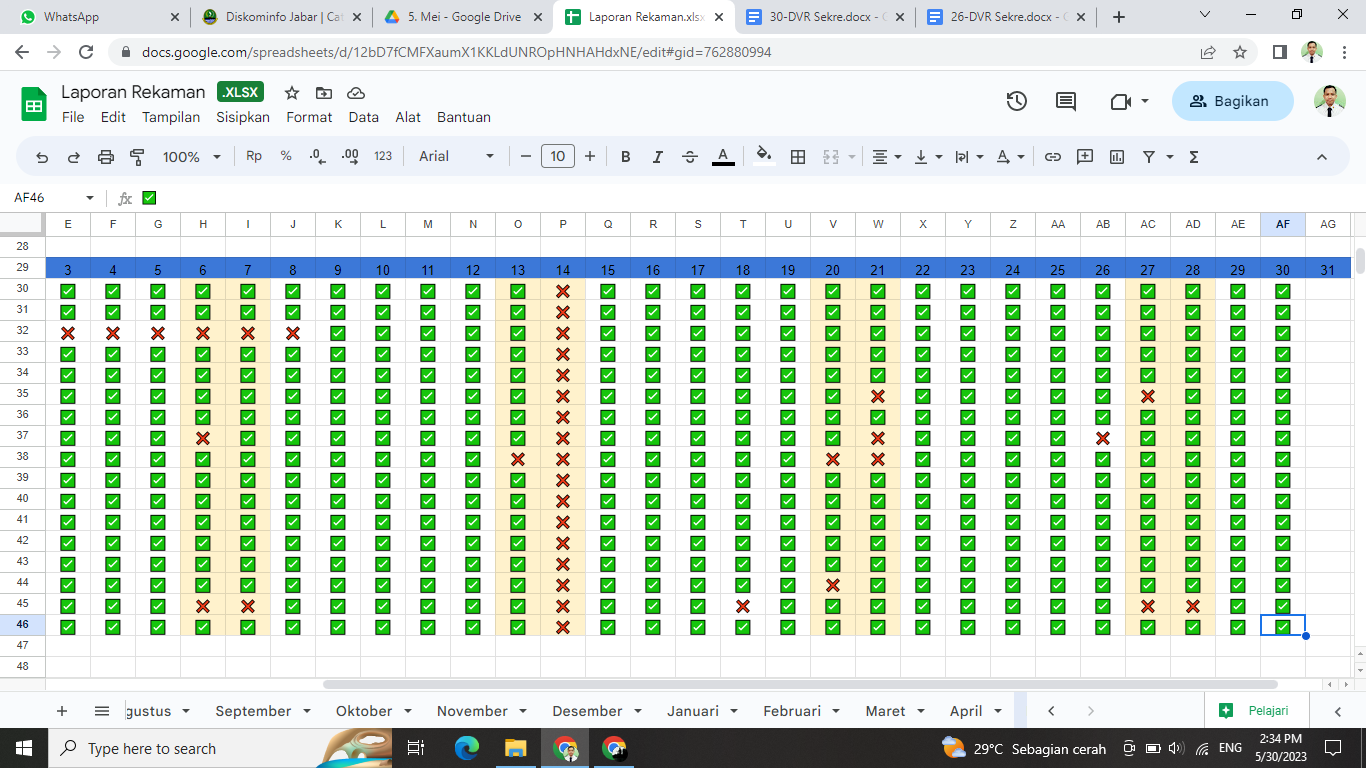 WhatsApp
Diskominfo Jabar | Cat
5. Mei - Google Drive
Laporan Rekaman.xlsx
30-DVR Sekre.docx - G
26-DVR Sekre.docx - G
docs.google.com/spreadsheets/d/12bD7fCMFXaumX1KKLdUNROpHNHAHdxNE/edit#gid=762880994
Laporan Rekaman .XLSX
File Edit Tampilan Sisipkan Format Data Alat Bantuan
Bagikan
100% Rp % .0 .00 123 Arial 10 B I S A
AF46 fx ✅
E F G H I J K L M N O P Q R S T U V W X Y Z AA AB AC AD AE AF AG
28
29 3 4 5 6 7 8 9 10 11 12 13 14 15 16 17 18 19 20 21 22 23 24 25 26 27 28 29 30 31
30
31
32
33
34
35
36
37
38
39
40
41
42
43
44
45
46
47
48
gustus September Oktober November Desember Januari Februari Maret April
Pelajari
Type here to search
29°C Sebagian cerah
ENG
2:34 PM
5/30/2023